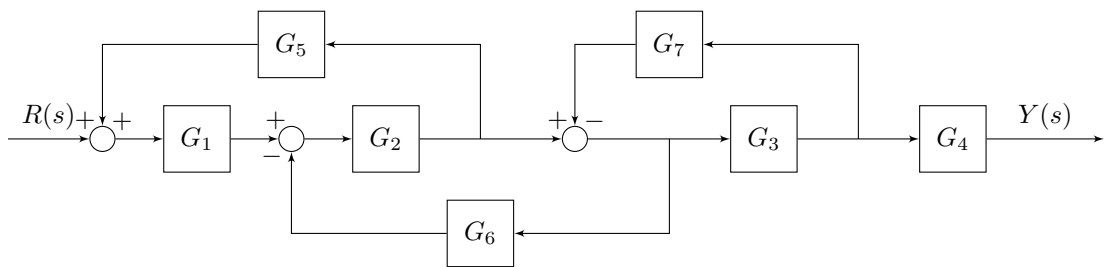 G₅
G₇
R(s)
+
+
G₁
+
−
G₂
+
−
G₃
G₄
Y(s)
G₆